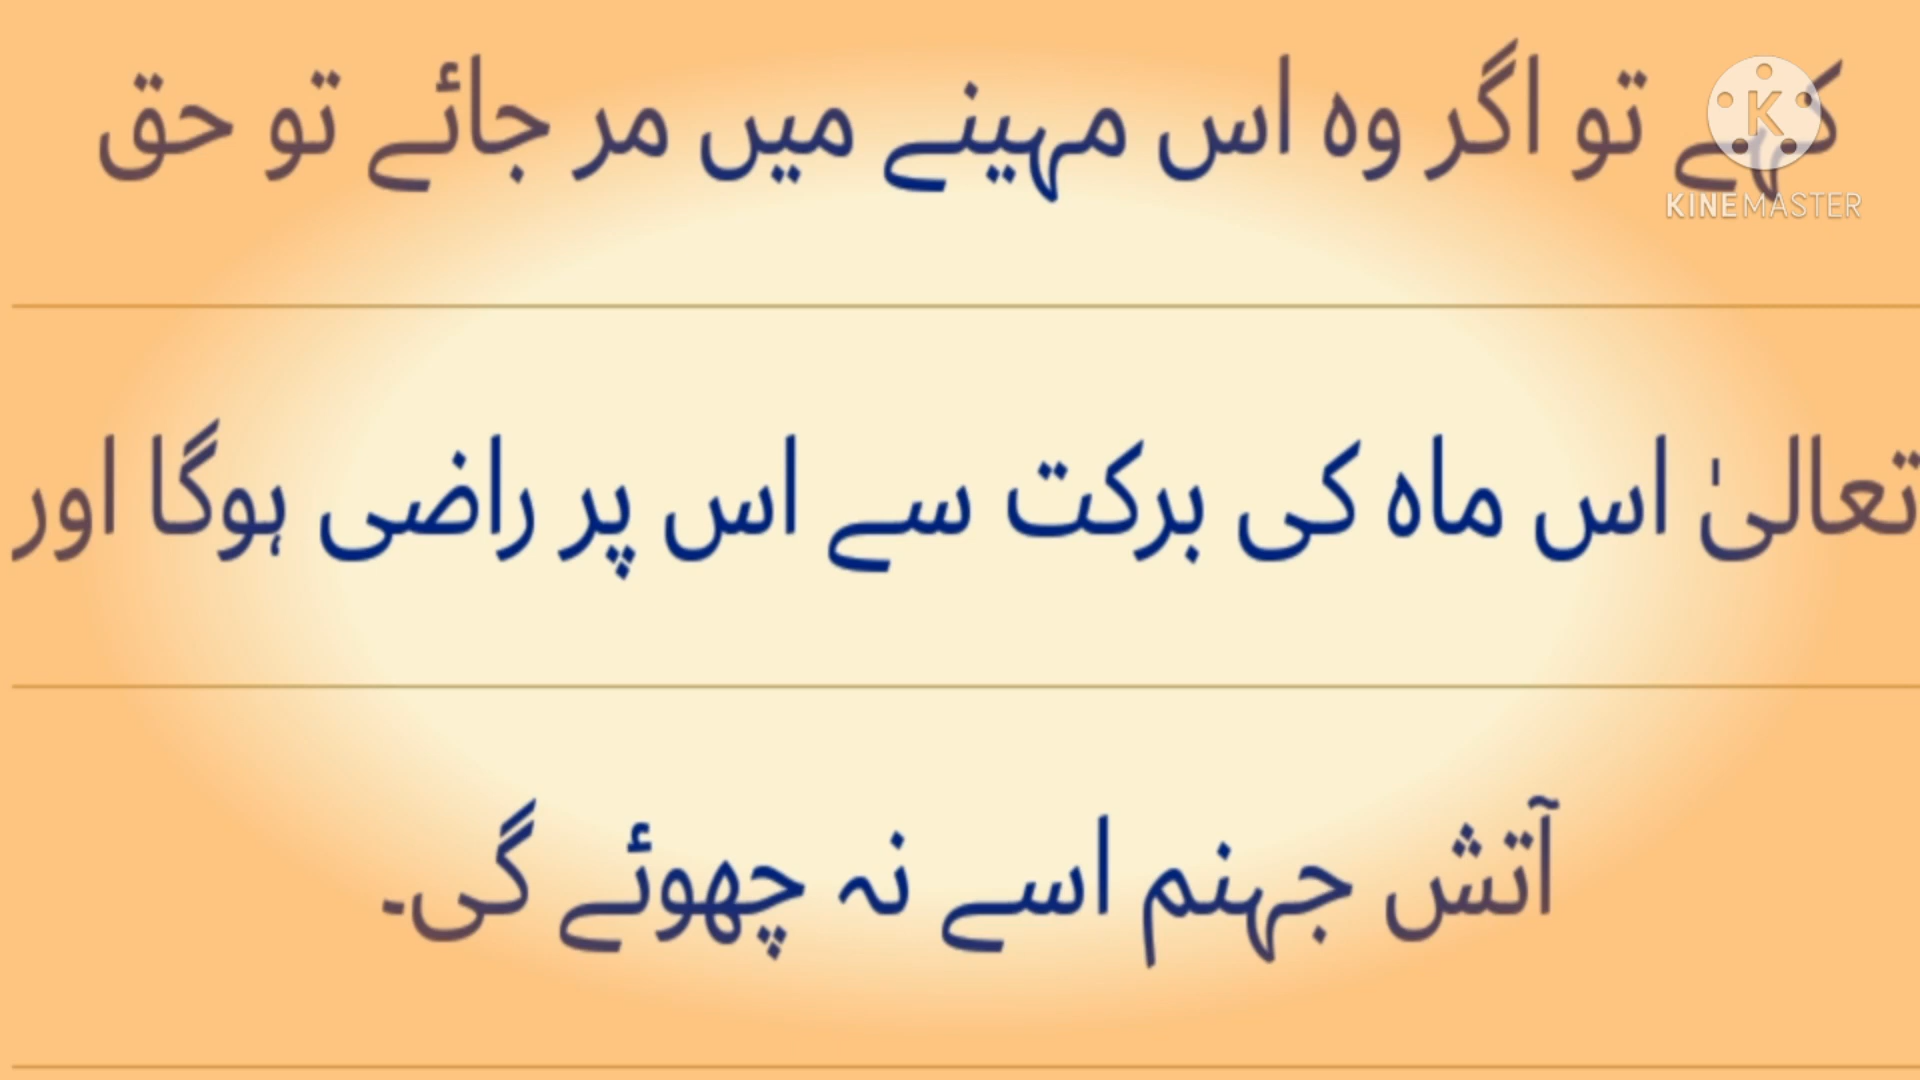 کہے تو اگر وہ اس مہینے میں مر جائے تو حق
تعالیٰ اس ماہ کی برکت سے اس پر راضی ہوگا اور
آتش جہنم اسے نہ چھوئے گی۔
K
KINEMASTER